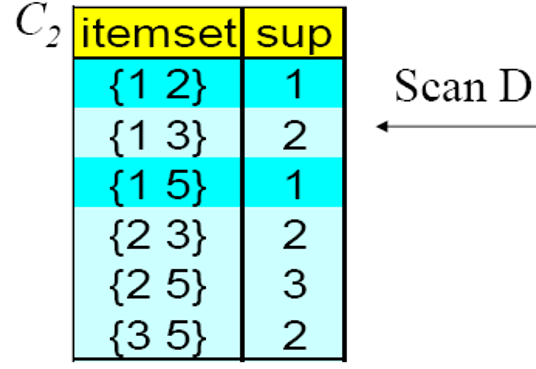 C2 itemset sup
{1 2} 1
Scan D
{1 3} 2
{1 5} 1
{2 3} 2
{2 5} 3
{3 5} 2